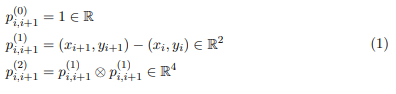 p_{i,i+1}^{(0)} = 1 ∈ ℝ
p_{i,i+1}^{(1)} = (x_{i+1}, y_{i+1}) − (x_i, y_i) ∈ ℝ^2 (1)
p_{i,i+1}^{(2)} = p_{i,i+1}^{(1)} ⊗ p_{i,i+1}^{(1)} ∈ ℝ^4